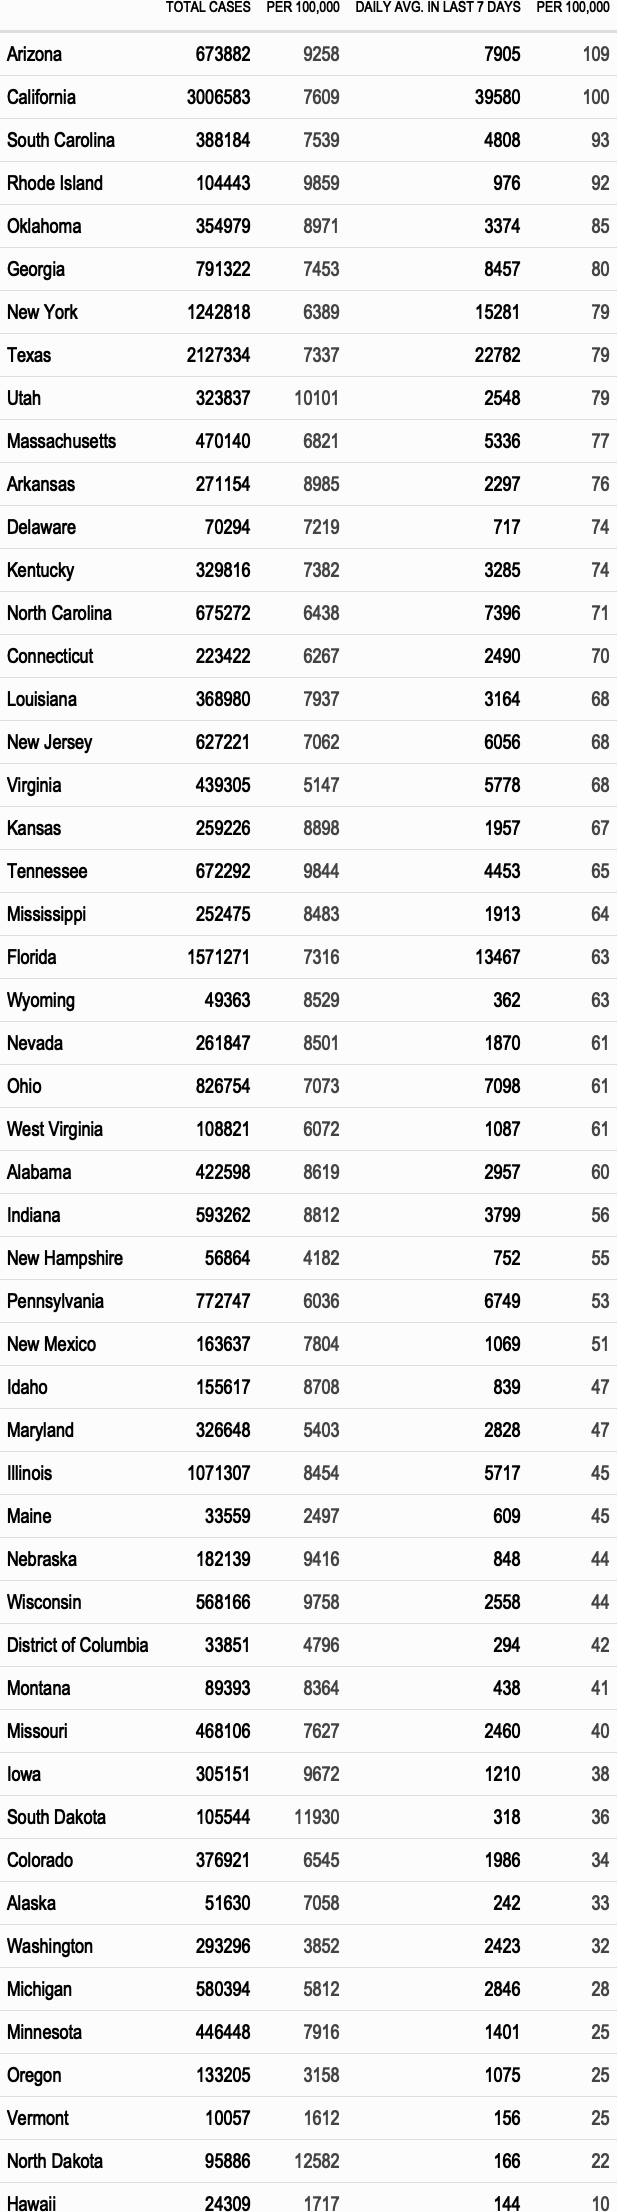 TOTAL CASES PER 100,000 DAILY AVG. IN LAST 7 DAYS PER 100,000
Arizona 673882 9258 7905 109
California 3006583 7609 39580 100
South Carolina 388184 7539 4808 93
Rhode Island 104443 9859 976 92
Oklahoma 354979 8971 3374 85
Georgia 791322 7453 8457 80
New York 1242818 6389 15281 79
Texas 2127334 7337 22782 79
Utah 323837 10101 2548 79
Massachusetts 470140 6821 5336 77
Arkansas 271154 8985 2297 76
Delaware 70294 7219 717 74
Kentucky 329816 7382 3285 74
North Carolina 675272 6438 7396 71
Connecticut 223422 6267 2490 70
Louisiana 368980 7937 3164 68
New Jersey 627221 7062 6056 68
Virginia 439305 5147 5778 68
Kansas 259226 8898 1957 67
Tennessee 672292 9844 4453 65
Mississippi 252475 8483 1913 64
Florida 1571271 7316 13467 63
Wyoming 49363 8529 362 63
Nevada 261847 8501 1870 61
Ohio 826754 7073 7098 61
West Virginia 108821 6072 1087 61
Alabama 422598 8619 2957 60
Indiana 593262 8812 3799 56
New Hampshire 56864 4182 752 55
Pennsylvania 772747 6036 6749 53
New Mexico 163637 7804 1069 51
Idaho 155617 8708 839 47
Maryland 326648 5403 2828 47
Illinois 1071307 8454 5717 45
Maine 33559 2497 609 45
Nebraska 182139 9416 848 44
Wisconsin 568166 9758 2558 44
District of Columbia 33851 4796 294 42
Montana 89393 8364 438 41
Missouri 468106 7627 2460 40
Iowa 305151 9672 1210 38
South Dakota 105544 11930 318 36
Colorado 376921 6545 1986 34
Alaska 51630 7058 242 33
Washington 293296 3852 2423 32
Michigan 580394 5812 2846 28
Minnesota 446448 7916 1401 25
Oregon 133205 3158 1075 25
Vermont 10057 1612 156 25
North Dakota 95886 12582 166 22
Hawaii 24309 1717 144 10